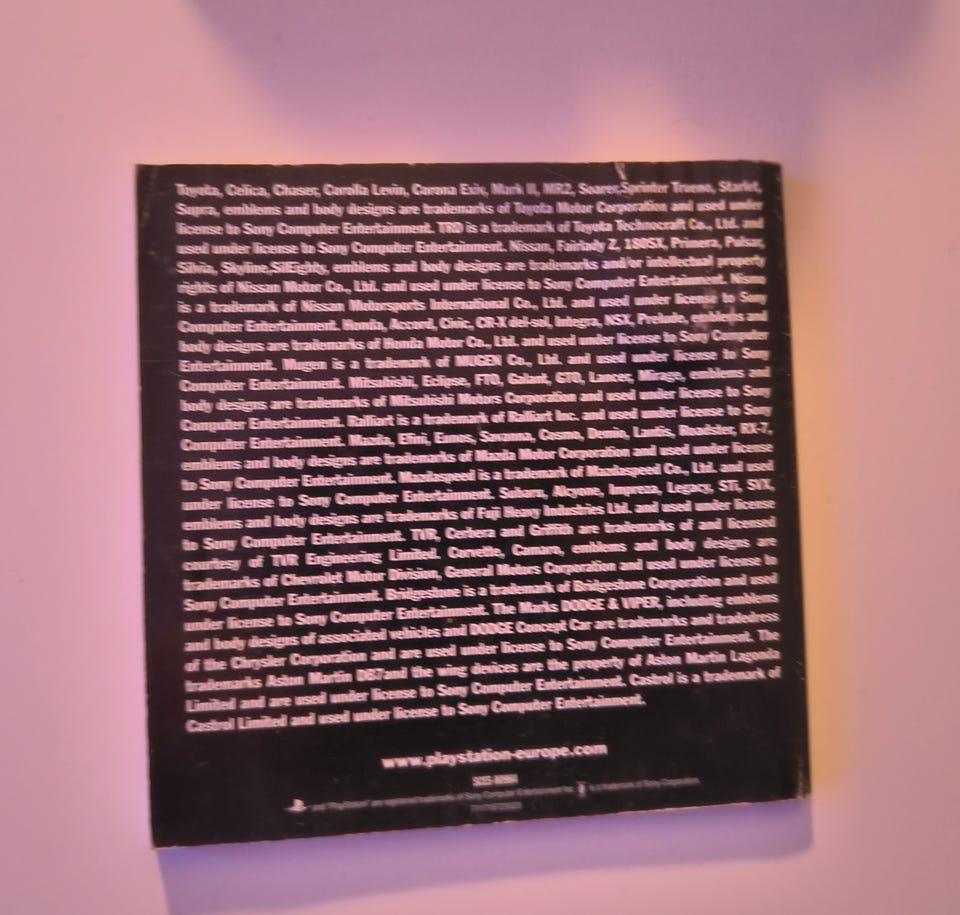 Toyota, Celica, Chaser, Corolla Levin, Corona Exiv, Mark II, MR2, Soarer,Sprinter Trueno, Starlet,
Supra, emblems and body designs are trademarks of Toyota Motor Corporation and used under
license to Sony Computer Entertainment. TRD is a trademark of Toyota Technocraft Co., Ltd. and
used under license to Sony Computer Entertainment. Nissan, Fairlady Z, 180SX, Primera, Pulsar,
Silvia, Skyline,SilEighty, emblems and body designs are trademarks and/or intellectual property
rights of Nissan Motor Co., Ltd. and used under license to Sony Computer Entertainment. Nismo
is a trademark of Nissan Motorsports International Co., Ltd. and used under license to Sony
Computer Entertainment. Honda, Accord, Civic, CR-X del-sol, Integra, NSX, Prelude, emblems and
body designs are trademarks of Honda Motor Co., Ltd. and used under license to Sony Computer
Entertainment. Mugen is a trademark of MUGEN Co., Ltd. and used under license to Sony
Computer Entertainment. Mitsubishi, Eclipse, FTO, Galant, GTO, Lancer, Mirage, emblems and
body designs are trademarks of Mitsubishi Motors Corporation and used under license to Sony
Computer Entertainment. Ralliart is a trademark of Ralliart Inc. and used under license to Sony
Computer Entertainment. Mazda, Efini, Eunos, Savanna, Cosmo, Demio, Lantis, Roadster, RX-7,
emblems and body designs are trademarks of Mazda Motor Corporation and used under license
to Sony Computer Entertainment. Mazdaspeed is a trademark of Mazdaspeed Co., Ltd. and used
under license to Sony Computer Entertainment. Subaru, Alcyone, Impreza, Legacy, STi, SVX,
emblems and body designs are trademarks of Fuji Heavy Industries Ltd. and used under license
to Sony Computer Entertainment. TVR, Cerbera and Griffith are trademarks of and licensed
courtesy of TVR Engineering Limited. Corvette, Camaro, emblems and body designs are
trademarks of Chevrolet Motor Division, General Motors Corporation and used under license to
Sony Computer Entertainment. Bridgestone is a trademark of Bridgestone Corporation and used
under license to Sony Computer Entertainment. The Marks DODGE & VIPER, including emblems
and body designs of associated vehicles and DODGE Concept Car are trademarks and tradedress
of the Chrysler Corporation and are used under license to Sony Computer Entertainment. The
trademarks Aston Martin DB7and the wing devices are the property of Aston Martin Lagonda
Limited and are used under license to Sony Computer Entertainment. Castrol is a trademark of
Castrol Limited and used under license to Sony Computer Entertainment.
www.playstation-europe.com
and "PlayStation" are registered trademarks of Sony Computer Entertainment Inc. is a trademark of Sony Corporation.